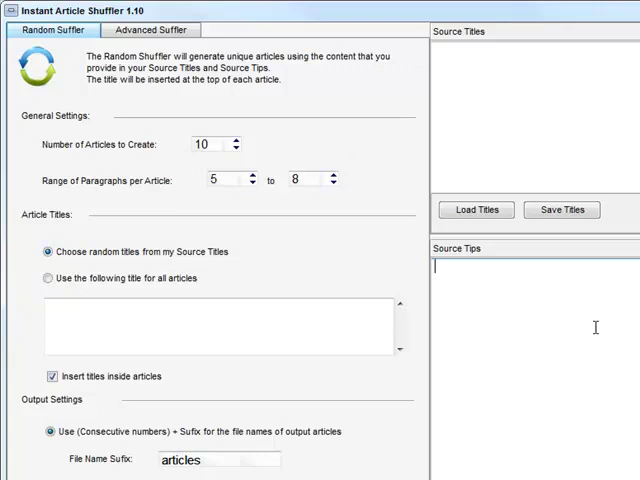 Instant Article Shuffler 1.10
Random Suffler
Advanced Suffler
The Random Shuffler will generate unique articles using the content that you
provide in your Source Titles and Source Tips.
The title will be inserted at the top of each article.
General Settings:
Number of Articles to Create:
10
Range of Paragraphs per Article:
5
to
8
Article Titles:
Choose random titles from my Source Titles
Use the following title for all articles
Insert titles inside articles
Output Settings
Use (Consecutive numbers) + Sufix for the file names of output articles
File Name Sufix:
articles
Source Titles
Load Titles
Save Titles
Source Tips